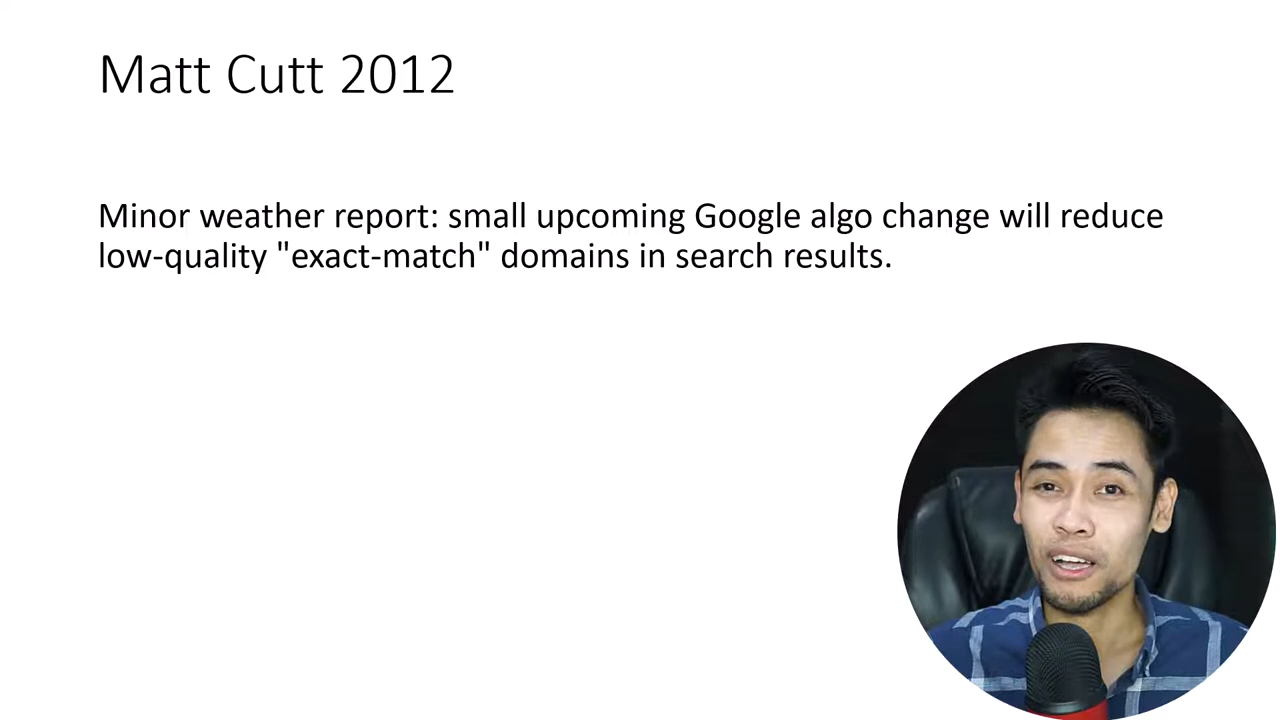 Matt Cutt 2012
Minor weather report: small upcoming Google algo change will reduce
low-quality "exact-match" domains in search results.